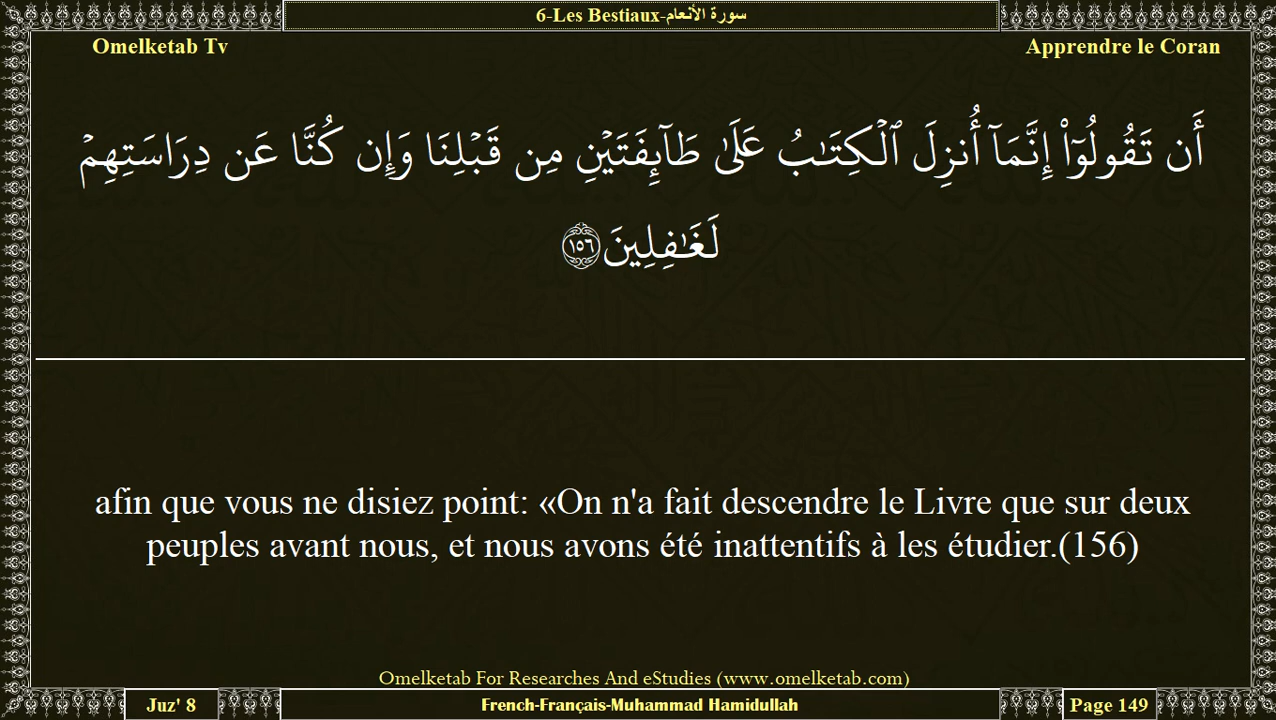 6-Les Bestiaux-سورة الأنعام
Omelketab Tv
Apprendre le Coran
أَن تَقُولُوٓا۟ إِنَّمَآ أُنزِلَ ٱلْكِتَـٰبُ عَلَىٰ طَآئِفَتَيْنِ مِن قَبْلِنَا وَإِن كُنَّا عَن دِرَاسَتِهِمْ
لَغَـٰفِلِينَ ١٥٦
afin que vous ne disiez point: «On n'a fait descendre le Livre que sur deux
peuples avant nous, et nous avons été inattentifs à les étudier.(156)
Omelketab For Researches And eStudies (www.omelketab.com)
Juz' 8
French-Français-Muhammad Hamidullah
Page 149